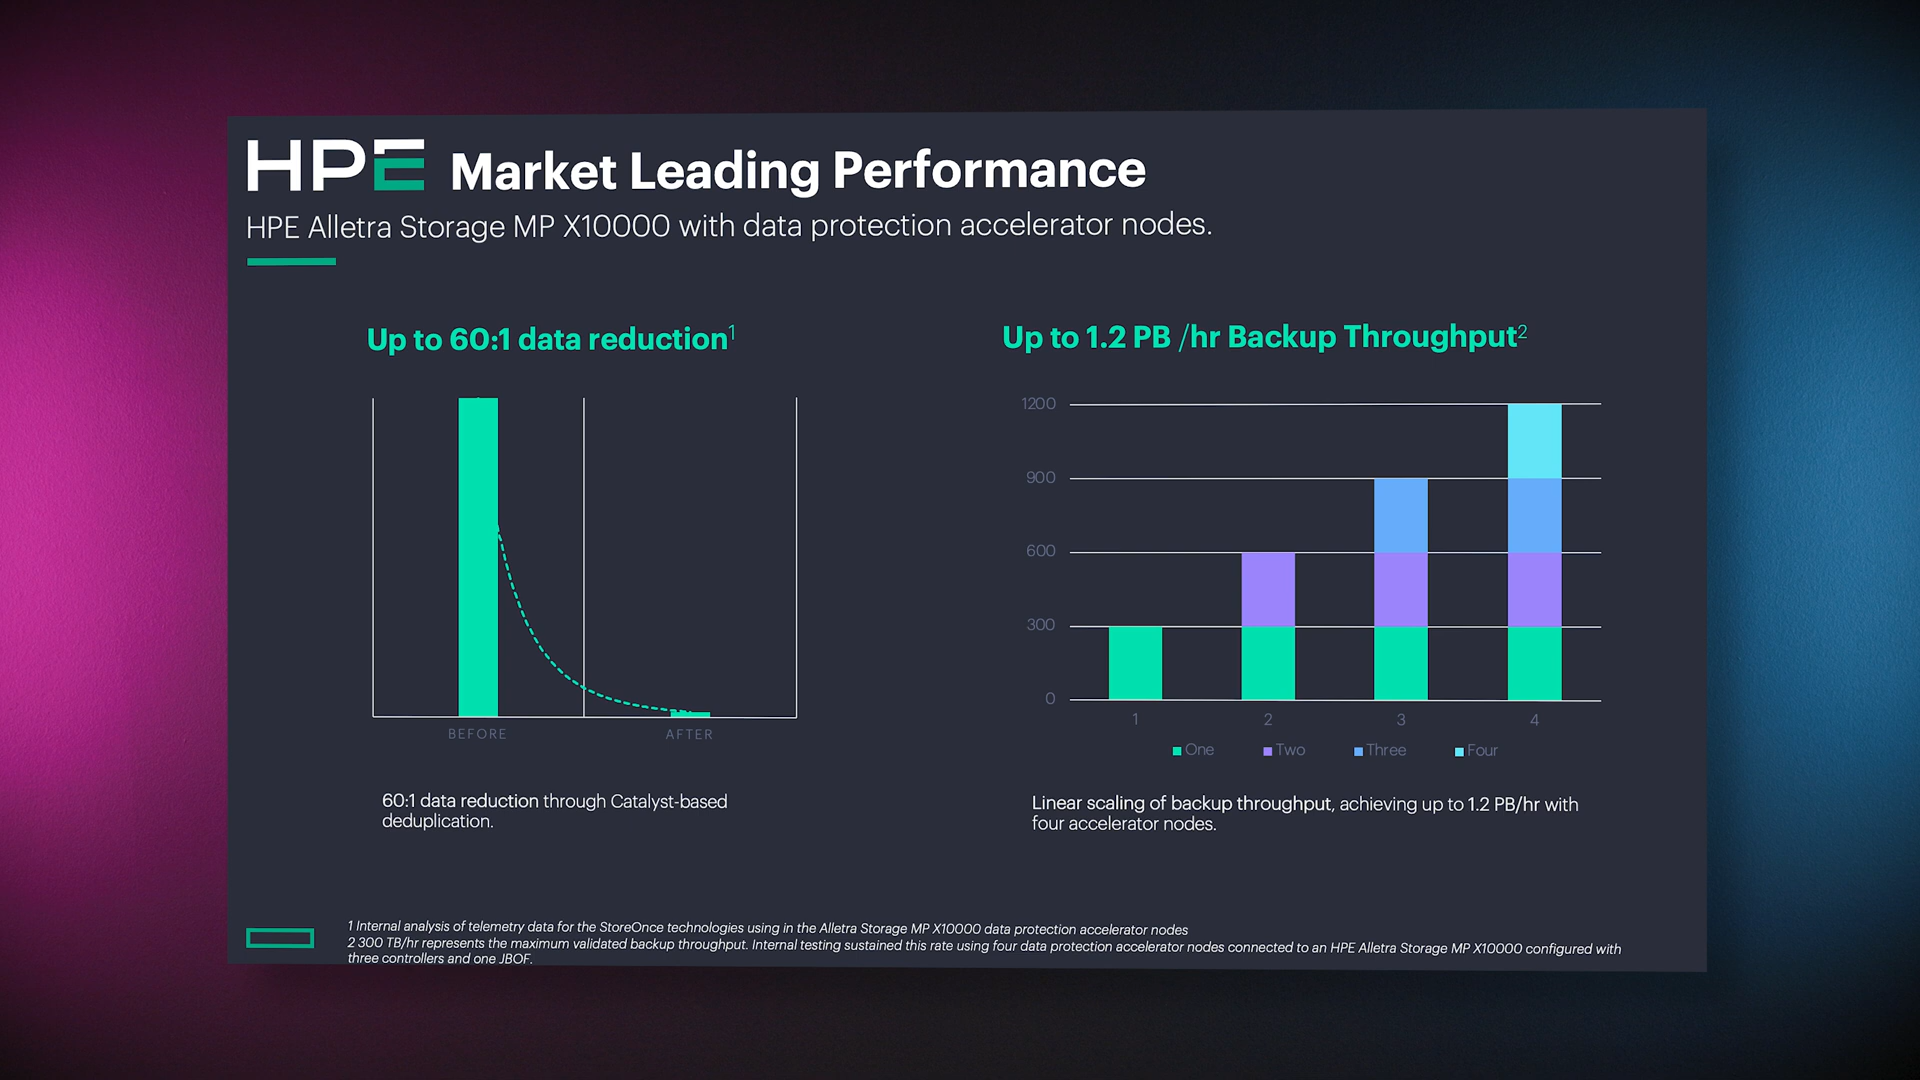 HPE Market Leading Performance
HPE Alletra Storage MP X10000 with data protection accelerator nodes.
Up to 60:1 data reduction1
BEFORE
AFTER
60:1 data reduction through Catalyst-based
deduplication.
Up to 1.2 PB /hr Backup Throughput2
1200
900
600
300
0
1 2 3 4
One Two Three Four
Linear scaling of backup throughput, achieving up to 1.2 PB/hr with
four accelerator nodes.
1 Internal analysis of telemetry data for the StoreOnce technologies using in the Alletra Storage MP X10000 data protection accelerator nodes
2 300 TB/hr represents the maximum validated backup throughput. Internal testing sustained this rate using four data protection accelerator nodes connected to an HPE Alletra Storage MP X10000 configured with
three controllers and one JBOF.